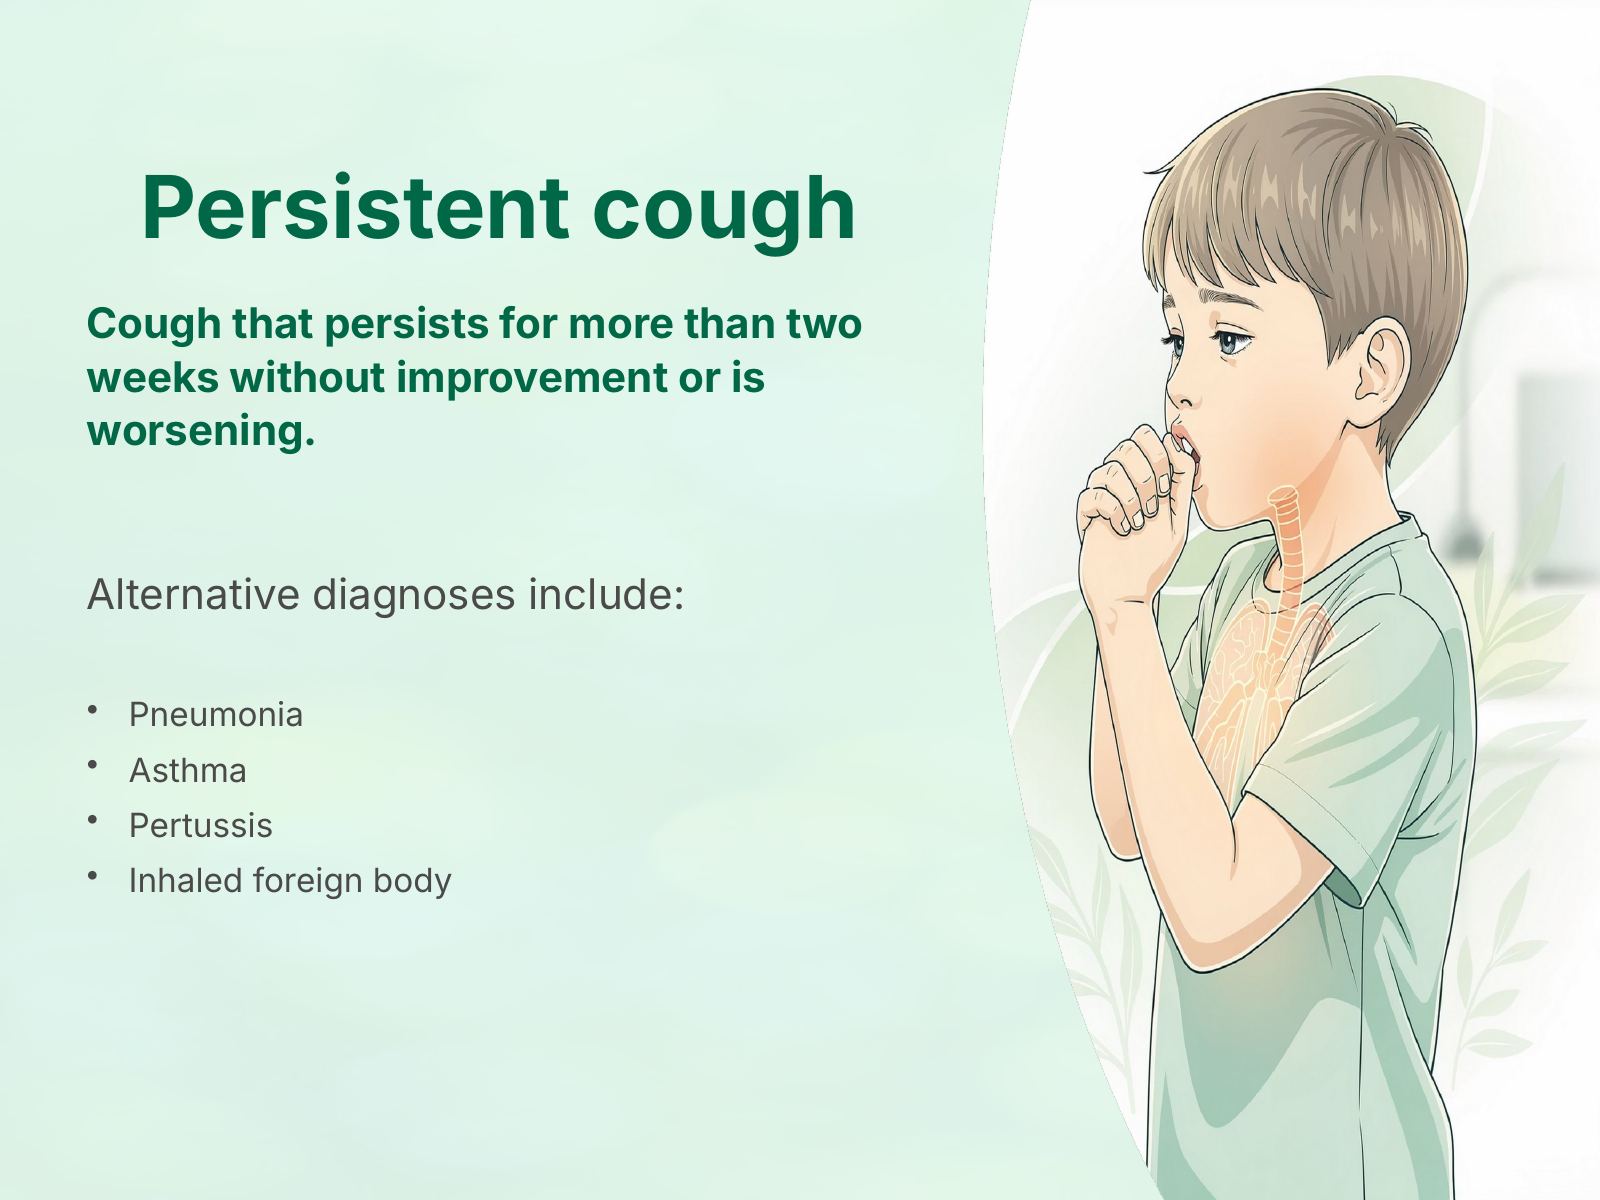 Persistent cough
Cough that persists for more than two
weeks without improvement or is
worsening.
Alternative diagnoses include:
• Pneumonia
• Asthma
• Pertussis
• Inhaled foreign body